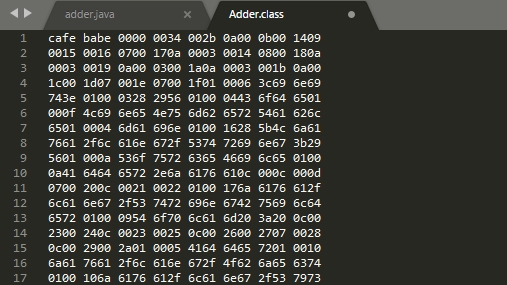 adder.java Adder.class
1 cafe babe 0000 0034 002b 0a00 0b00 1409
2 0015 0016 0700 170a 0003 0014 0800 180a
3 0003 0019 0a00 0300 1a0a 0003 001b 0a00
4 1c00 1d07 001e 0700 1f01 0006 3c69 6e69
5 743e 0100 0328 2956 0100 0443 6f64 6501
6 000f 4c69 6e65 4e75 6d62 6572 5461 626c
7 6501 0004 6d61 696e 0100 1628 5b4c 6a61
8 7661 2f6c 616e 672f 5374 7269 6e67 3b29
9 5601 000a 536f 7572 6365 4669 6c65 0100
10 0a41 6464 6572 2e6a 6176 610c 000c 000d
11 0700 200c 0021 0022 0100 176a 6176 612f
12 6c61 6e67 2f53 7472 696e 6742 7569 6c64
13 6572 0100 0954 6f70 6c61 6d20 3a20 0c00
14 2300 240c 0023 0025 0c00 2600 2707 0028
15 0c00 2900 2a01 0005 4164 6465 7201 0010
16 6a61 7661 2f6c 616e 672f 4f62 6a65 6374
17 0100 106a 6176 612f 6c61 6e67 2f53 7973